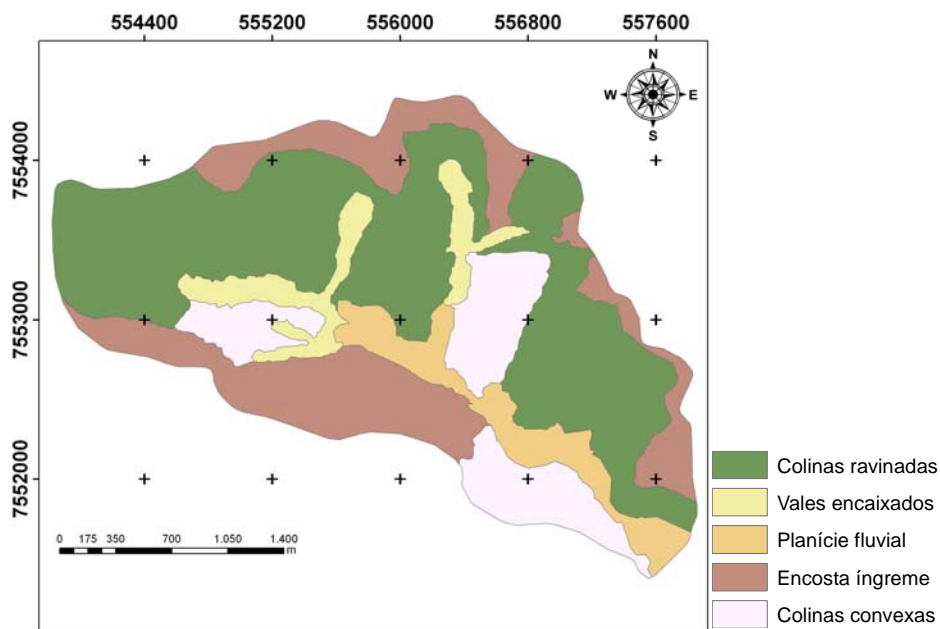 554400 555200 556000 556800 557600
N
W E
S
7554000
7553000
7552000
0 175 350 700 1.050 1.400
m
Colinas ravinadas
Vales encaixados
Planície fluvial
Encosta íngreme
Colinas convexas